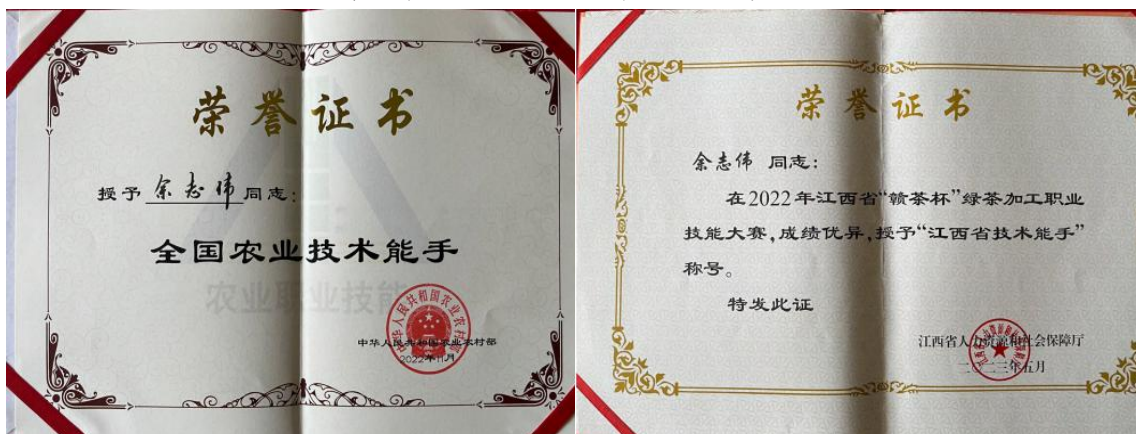 荣誉证书
授予 余志伟 同志：
全国农业技术能手
农业职业技能
中华人民共和国农业农村部
2022年11月
荣誉证书
余志伟 同志：
在2022年江西省“赣茶杯”绿茶加工职业
技能大赛，成绩优异，授予“江西省技术能手”
称号。
特发此证
江西省人力资源和社会保障厅
二〇二三年五月